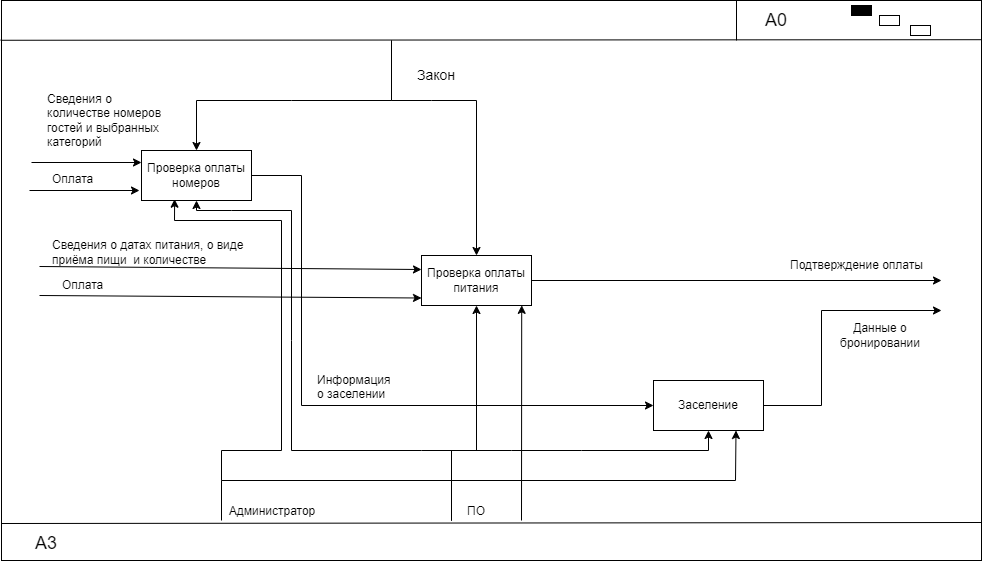 A0
Закон
Сведения о
количестве номеров
гостей и выбранных
категорий
Оплата
Проверка оплаты
номеров
Сведения о датах питания, о виде
приёма пищи  и количестве
Оплата
Проверка оплаты
питания
Подтверждение оплаты
Данные о
бронировании
Информация
о заселении
Заселение
Администратор
ПО
A3